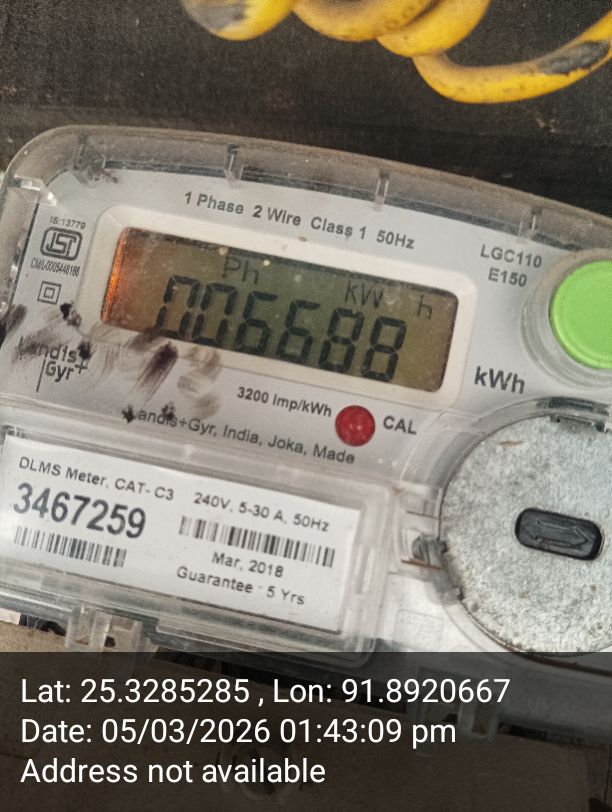 1 Phase 2 Wire Class 1 50Hz
IS:13779
LGC110
E150
Ph kW h
006688
kWh
Gyr+
3200 Imp/kWh CAL
Landis+Gyr, India, Joka, Made
DLMS Meter, CAT- C3
3467259
240V, 5-30 A, 50Hz
Mar, 2018
Guarantee : 5 Yrs
Lat: 25.3285285 , Lon: 91.8920667
Date: 05/03/2026 01:43:09 pm
Address not available